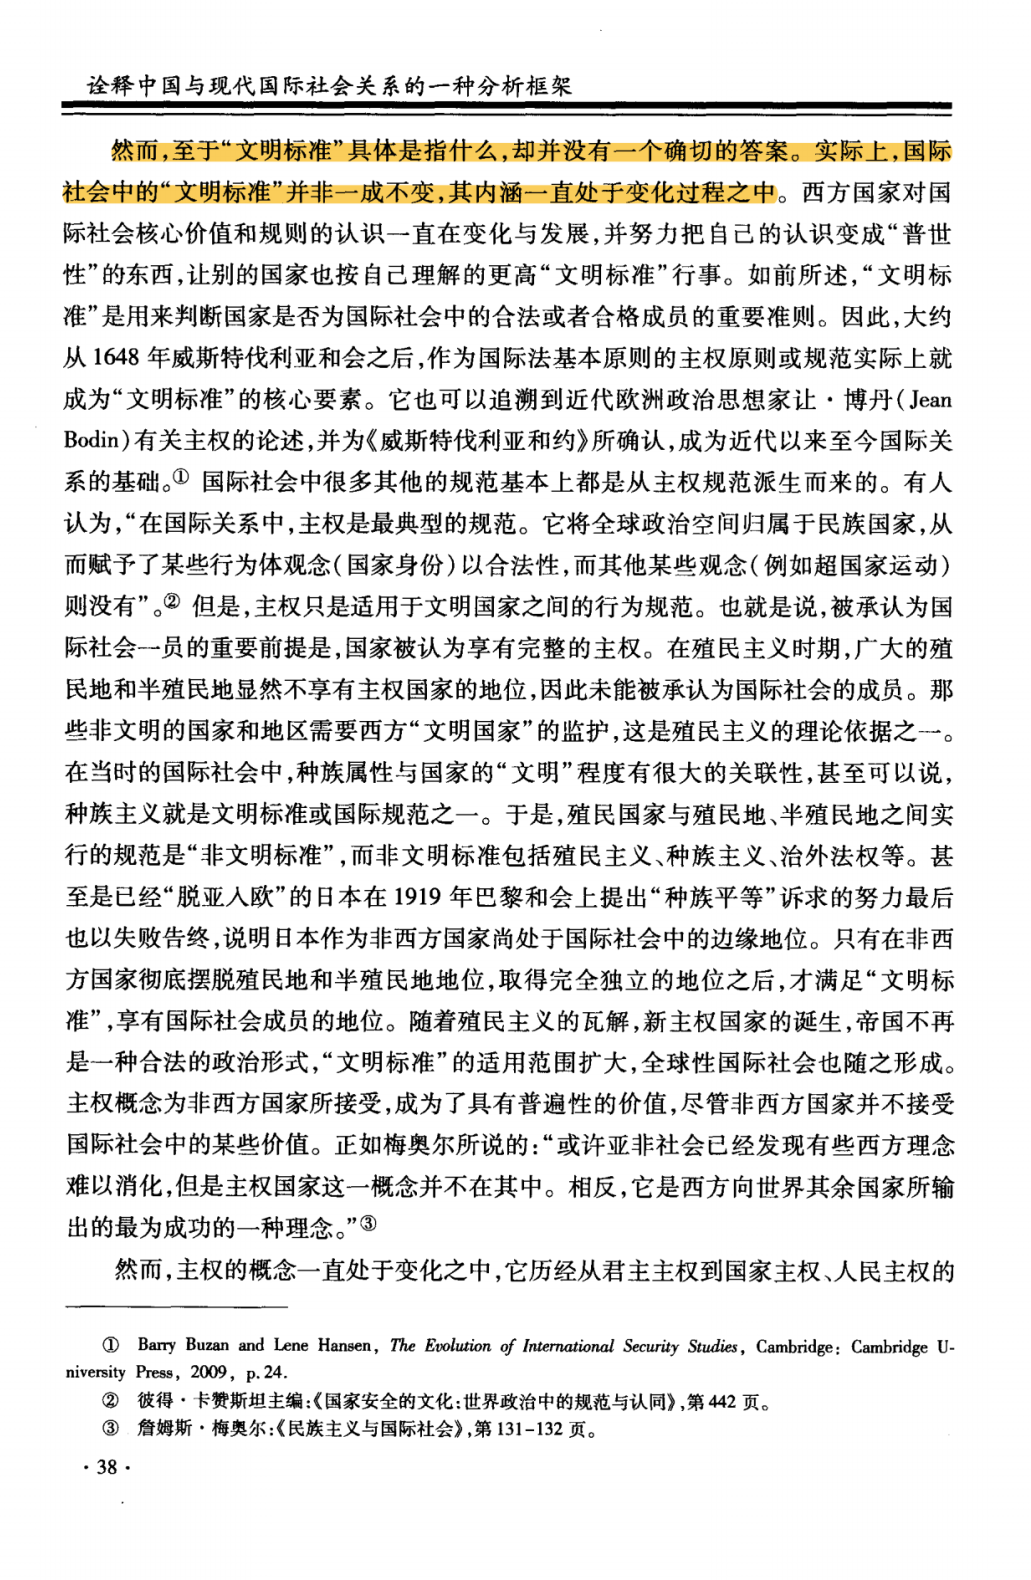 诠释中国与现代国际社会关系的一种分析框架
然而,至于“文明标准”具体是指什么,却并没有一个确切的答案。实际上,国际
社会中的“文明标准”并非一成不变,其内涵一直处于变化过程之中。西方国家对国
际社会核心价值和规则的认识一直在变化与发展,并努力把自己的认识变成“普世
性”的东西,让别的国家也按自己理解的更高“文明标准”行事。如前所述,“文明标
准”是用来判断国家是否为国际社会中的合法或者合格成员的重要准则。因此,大约
从1648年威斯特伐利亚和会之后,作为国际法基本原则的主权原则或规范实际上就
成为“文明标准”的核心要素。它也可以追溯到近代欧洲政治思想家让·博丹(Jean
Bodin)有关主权的论述,并为《威斯特伐利亚和约》所确认,成为近代以来至今国际关
系的基础。① 国际社会中很多其他的规范基本上都是从主权规范派生而来的。有人
认为,“在国际关系中,主权是最典型的规范。它将全球政治空间归属于民族国家,从
而赋予了某些行为体观念(国家身份)以合法性,而其他某些观念(例如超国家运动)
则没有”。② 但是,主权只是适用于文明国家之间的行为规范。也就是说,被承认为国
际社会一员的重要前提是,国家被认为享有完整的主权。在殖民主义时期,广大的殖
民地和半殖民地显然不享有主权国家的地位,因此未能被承认为国际社会的成员。那
些非文明的国家和地区需要西方“文明国家”的监护,这是殖民主义的理论依据之一。
在当时的国际社会中,种族属性与国家的“文明”程度有很大的关联性,甚至可以说,
种族主义就是文明标准或国际规范之一。于是,殖民国家与殖民地、半殖民地之间实
行的规范是“非文明标准”,而非文明标准包括殖民主义、种族主义、治外法权等。甚
至是已经“脱亚入欧”的日本在1919年巴黎和会上提出“种族平等”诉求的努力最后
也以失败告终,说明日本作为非西方国家尚处于国际社会中的边缘地位。只有在非西
方国家彻底摆脱殖民地和半殖民地地位,取得完全独立的地位之后,才满足“文明标
准”,享有国际社会成员的地位。随着殖民主义的瓦解,新主权国家的诞生,帝国不再
是一种合法的政治形式,“文明标准”的适用范围扩大,全球性国际社会也随之形成。
主权概念为非西方国家所接受,成为了具有普遍性的价值,尽管非西方国家并不接受
国际社会中的某些价值。正如梅奥尔所说的:“或许亚非社会已经发现有些西方理念
难以消化,但是主权国家这一概念并不在其中。相反,它是西方向世界其余国家所输
出的最为成功的一种理念。”③
然而,主权的概念一直处于变化之中,它历经从君主主权到国家主权、人民主权的
① Barry Buzan and Lene Hansen, The Evolution of International Security Studies, Cambridge: Cambridge U-
niversity Press, 2009, p.24.
② 彼得·卡赞斯坦主编:《国家安全的文化:世界政治中的规范与认同》,第442页。
③ 詹姆斯·梅奥尔:《民族主义与国际社会》,第131-132页。
·38·